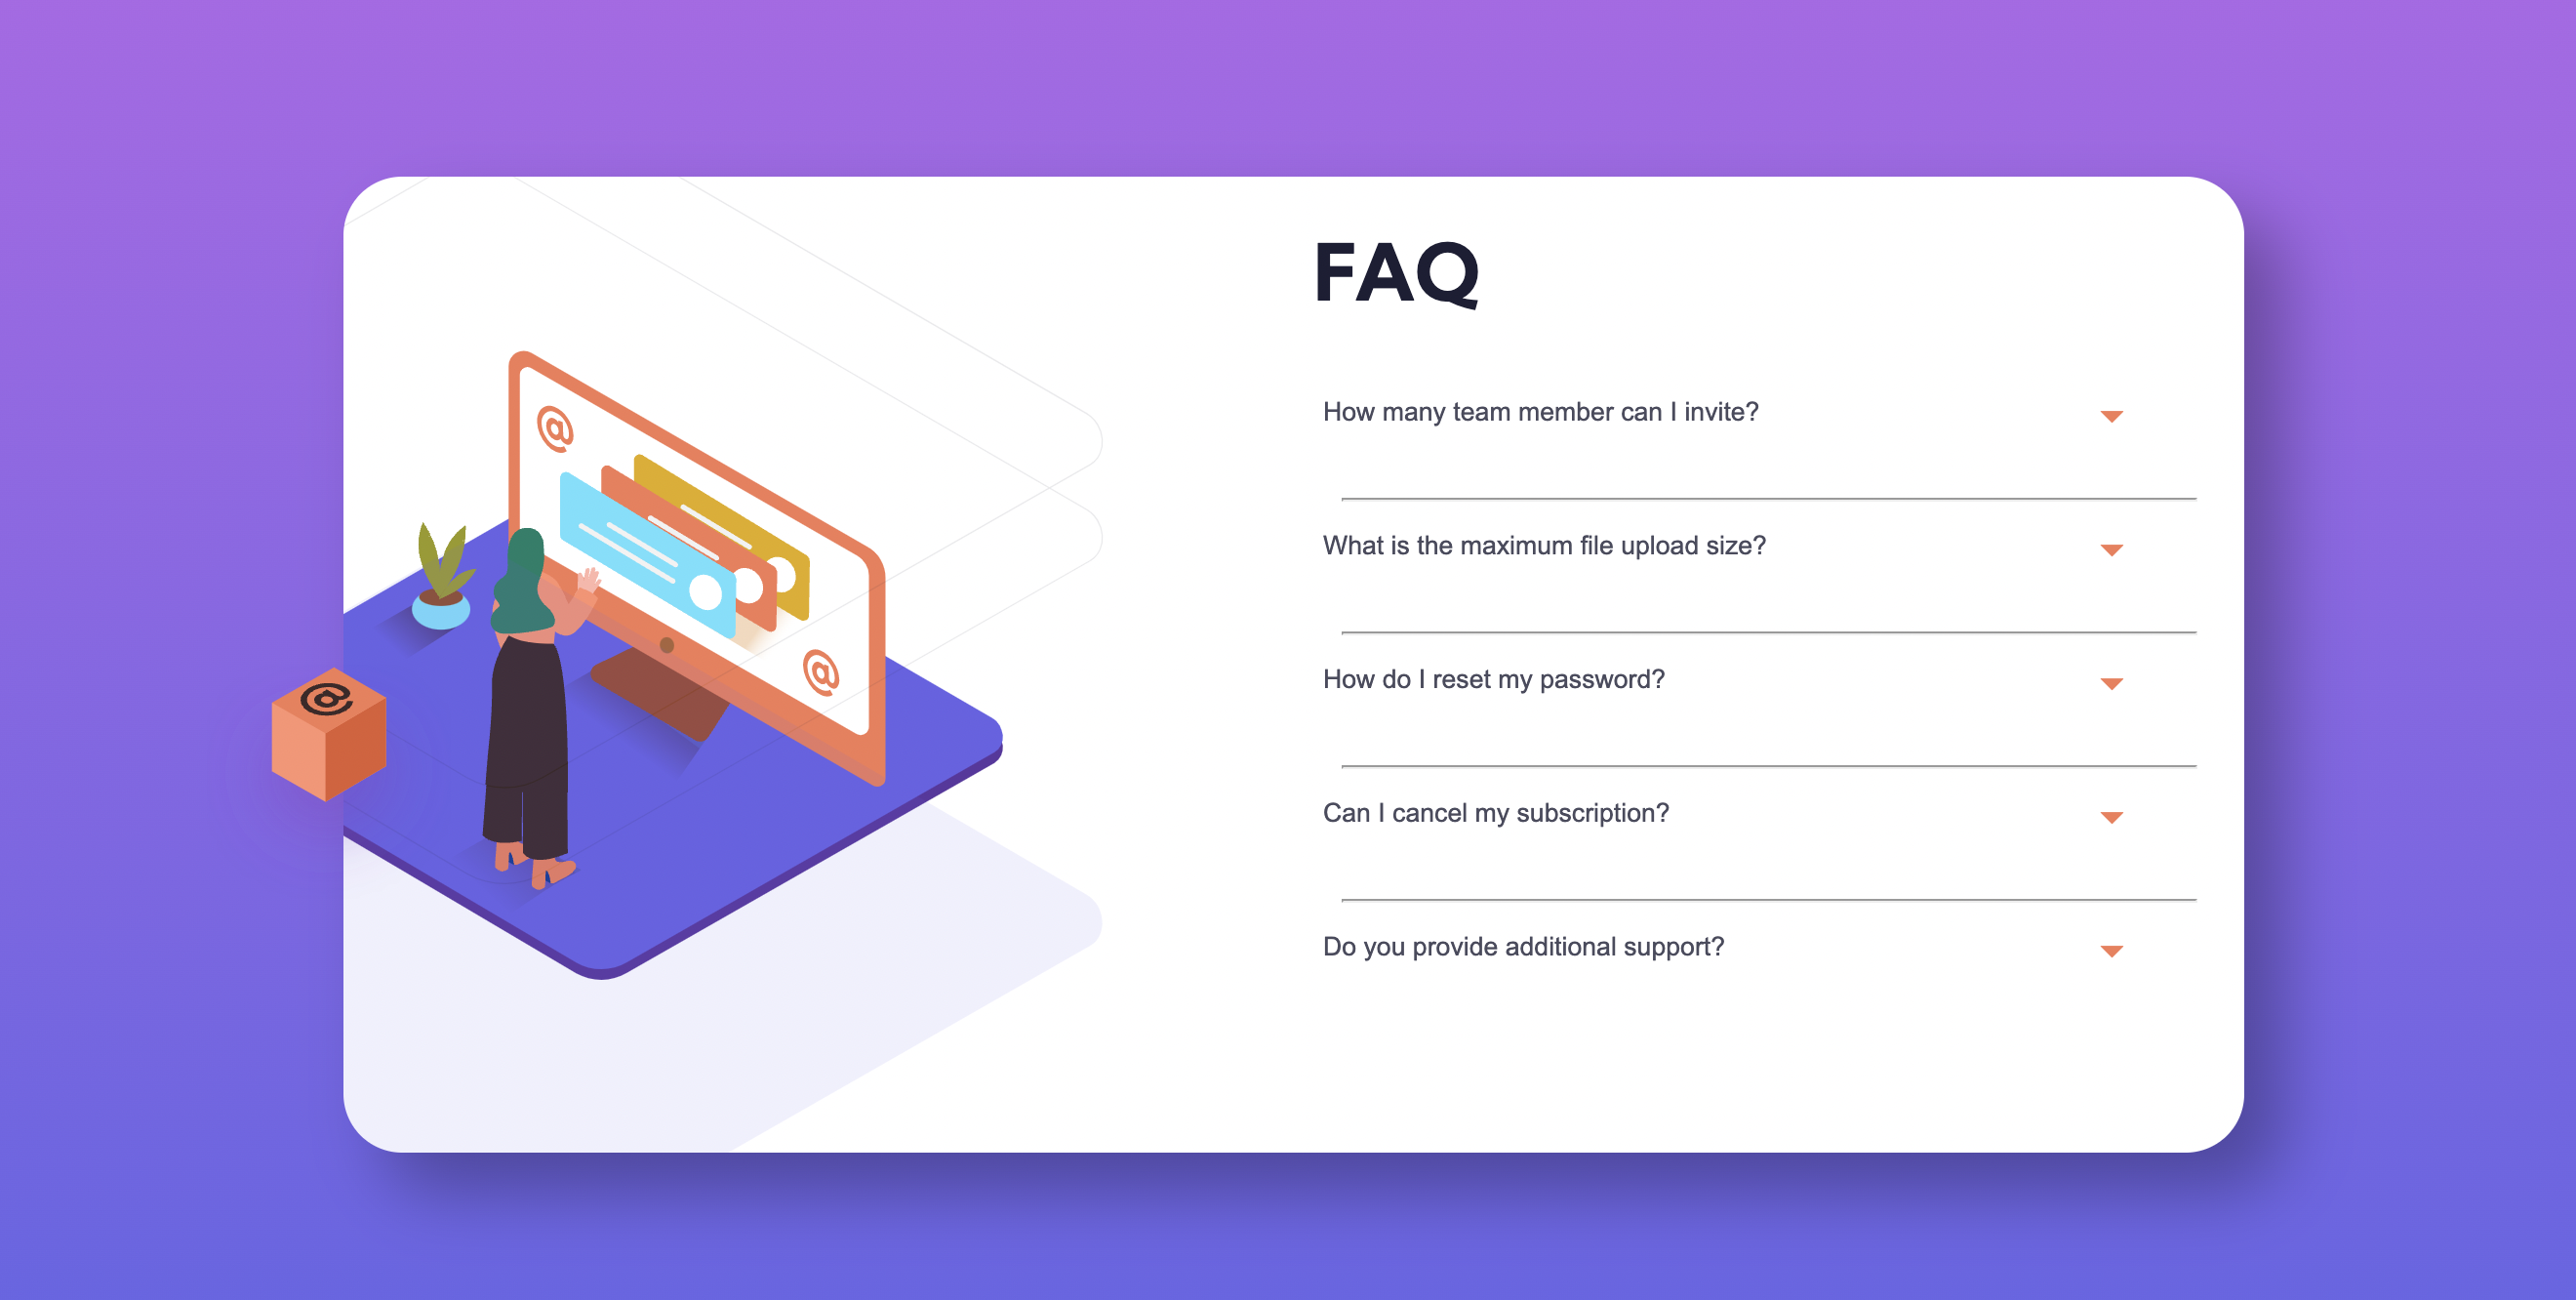 FAQ
How many team member can I invite?
What is the maximum file upload size?
@
How do I reset my password?
@
@
Can I cancel my subscription?
Do you provide additional support?